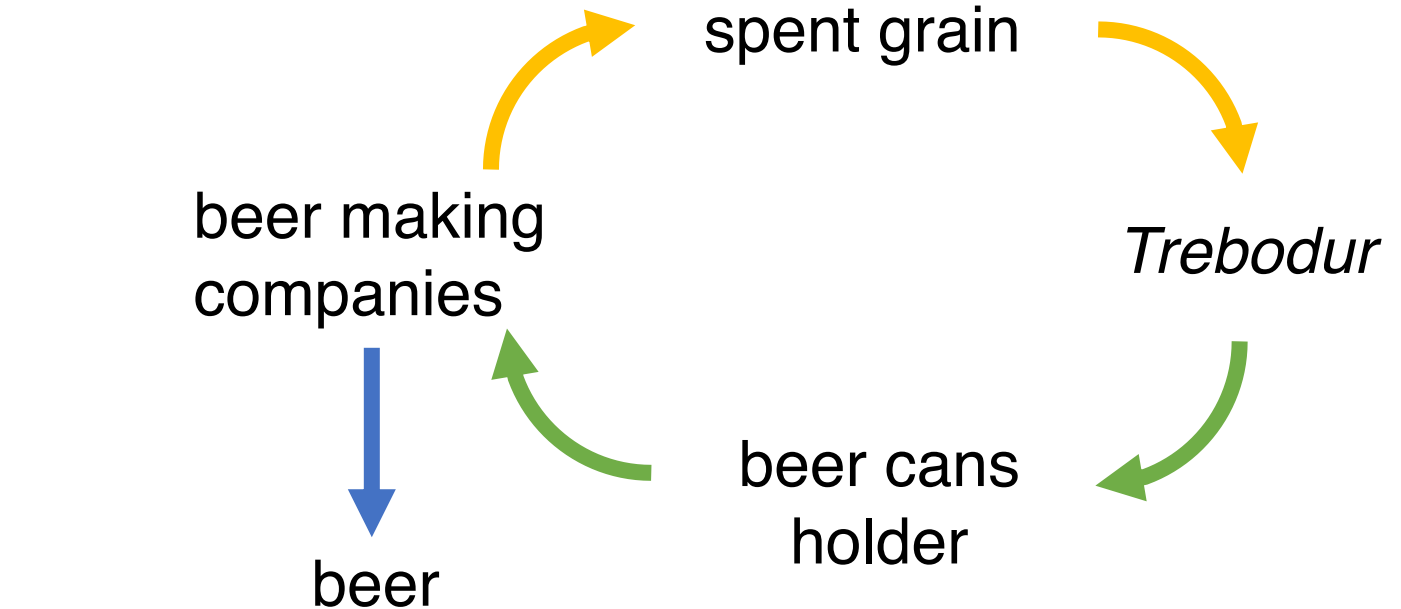 spent grain
beer making
companies
Trebodur
beer cans
holder
beer